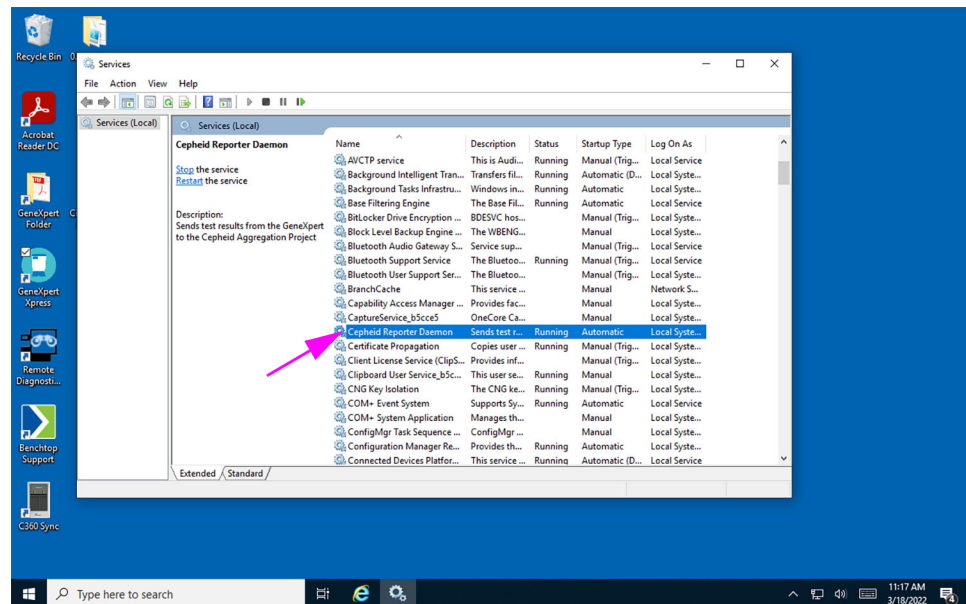 Recycle Bin
0.
Services
File Action View Help
Services (Local)
Services (Local)
Cepheid Reporter Daemon
Stop the service
Restart the service
Description:
Sends test results from the GeneXpert
to the Cepheid Aggregation Project
Name Description Status Startup Type Log On As
AVCTP service This is Audi... Running Manual (Trig... Local Service
Background Intelligent Tran... Transfers fil... Running Automatic (D... Local Syste...
Background Tasks Infrastru... Windows in... Running Automatic Local Syste...
Base Filtering Engine The Base Fil... Running Automatic Local Service
BitLocker Drive Encryption ... BDESVC hos... Manual (Trig... Local Syste...
Block Level Backup Engine ... The WBENG... Manual Local Syste...
Bluetooth Audio Gateway S... Service sup... Manual (Trig... Local Service
Bluetooth Support Service The Bluetoo... Running Manual (Trig... Local Service
Bluetooth User Support Ser... The Bluetoo... Manual (Trig... Local Syste...
BranchCache This service ... Manual Network S...
Capability Access Manager ... Provides fac... Manual Local Syste...
CaptureService_b5cce5 OneCore Ca... Manual Local Syste...
Cepheid Reporter Daemon Sends test r... Running Automatic Local Syste...
Certificate Propagation Copies user ... Running Manual (Trig... Local Syste...
Client License Service (ClipS... Provides inf... Manual (Trig... Local Syste...
Clipboard User Service_b5c... This user se... Running Manual Local Syste...
CNG Key Isolation The CNG ke... Running Manual (Trig... Local Syste...
COM+ Event System Supports Sy... Running Automatic Local Service
COM+ System Application Manages th... Manual Local Syste...
ConfigMgr Task Sequence ... ConfigMgr ... Manual Local Syste...
Configuration Manager Re... Provides th... Running Automatic Local Syste...
Connected Devices Platfor... This service ... Running Automatic (D... Local Service
Extended Standard
Acrobat
Reader DC
GeneXpert
Folder
GeneXpert
Xpress
Remote
Diagnosti...
Benchtop
Support
C360 Sync
Type here to search
11:17 AM
3/18/2022
4